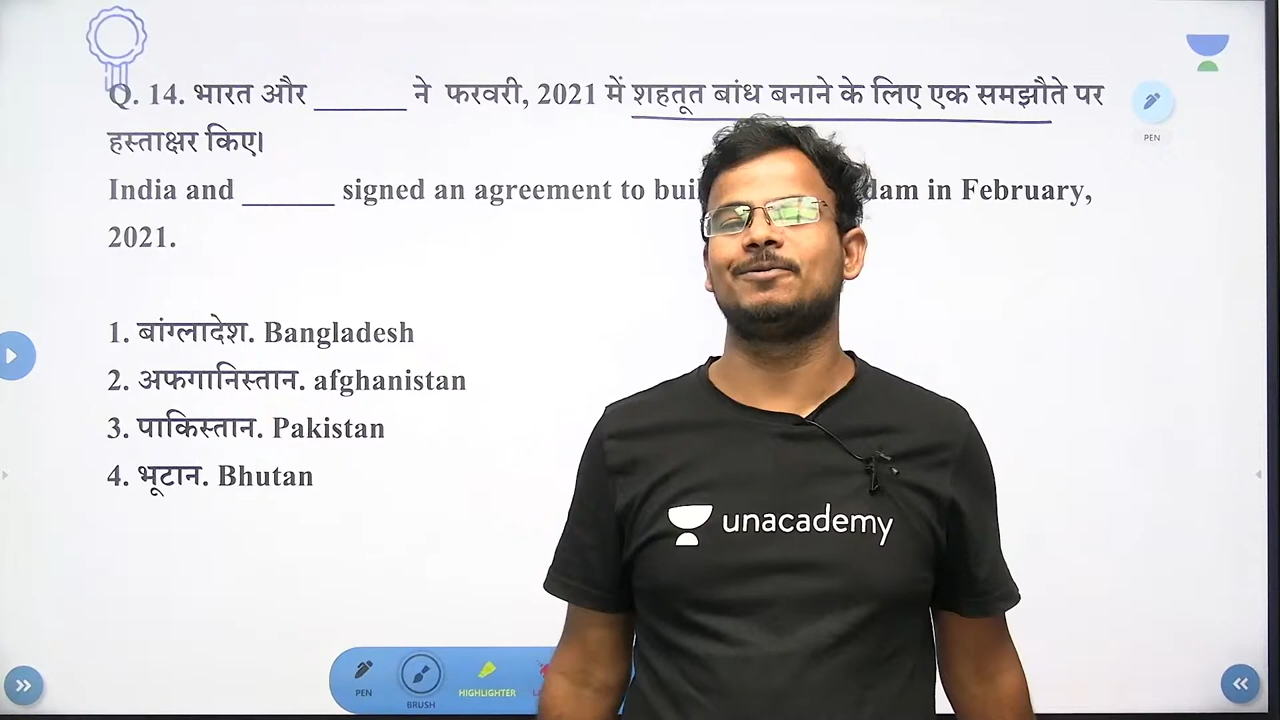 Q. 14. भारत और ______ ने फरवरी, 2021 में शहतूत बांध बनाने के लिए एक समझौते पर
हस्ताक्षर किए।
India and ______ signed an agreement to dam in February,
2021.
1. बांग्लादेश. Bangladesh
2. अफगानिस्तान. afghanistan
3. पाकिस्तान. Pakistan
4. भूटान. Bhutan
PEN
unacademy
PEN
BRUSH
HIGHLIGHTER